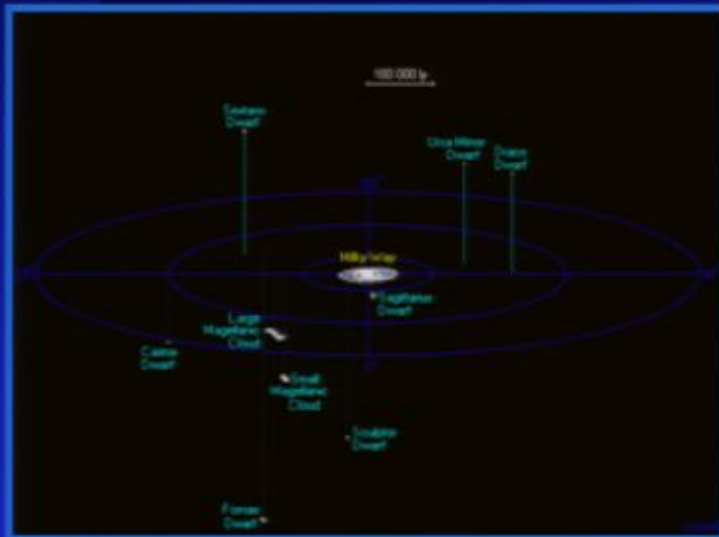 100 000 ly
Sextans
Dwarf
Ursa Minor
Dwarf
Draco
Dwarf
Milky Way
Sagittarius
Dwarf
Large
Magellanic
Cloud
Carina
Dwarf
Small
Magellanic
Cloud
Sculptor
Dwarf
Fornax
Dwarf